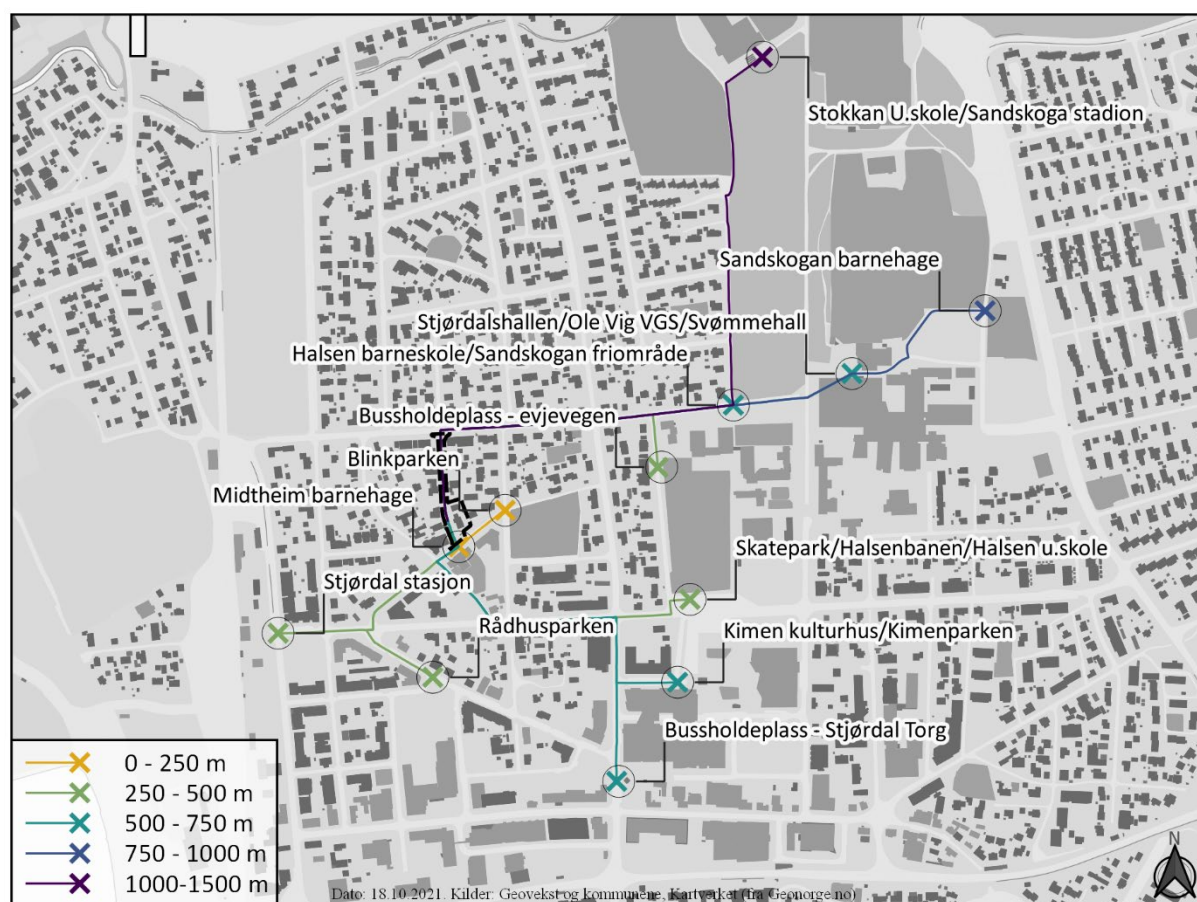 Stokkan U.skole/Sandskoga stadion
Sandskogan barnehage
Stjørdalshallen/Ole Vig VGS/Svømmehall
Halsen barneskole/Sandskogan friområde
Bussholdeplass - evjevegen
Blinkparken
Midtheim barnehage
Skatepark/Halsenbanen/Halsen u.skole
Stjørdal stasjon
Rådhusparken
Kimen kulturhus/Kimenparken
Bussholdeplass - Stjørdal Torg
0 - 250 m
250 - 500 m
500 - 750 m
750 - 1000 m
1000-1500 m
Dato: 18.10.2021. Kilder: Geovekst og kommunene, Kartverket (fra Geonorge.no)
N